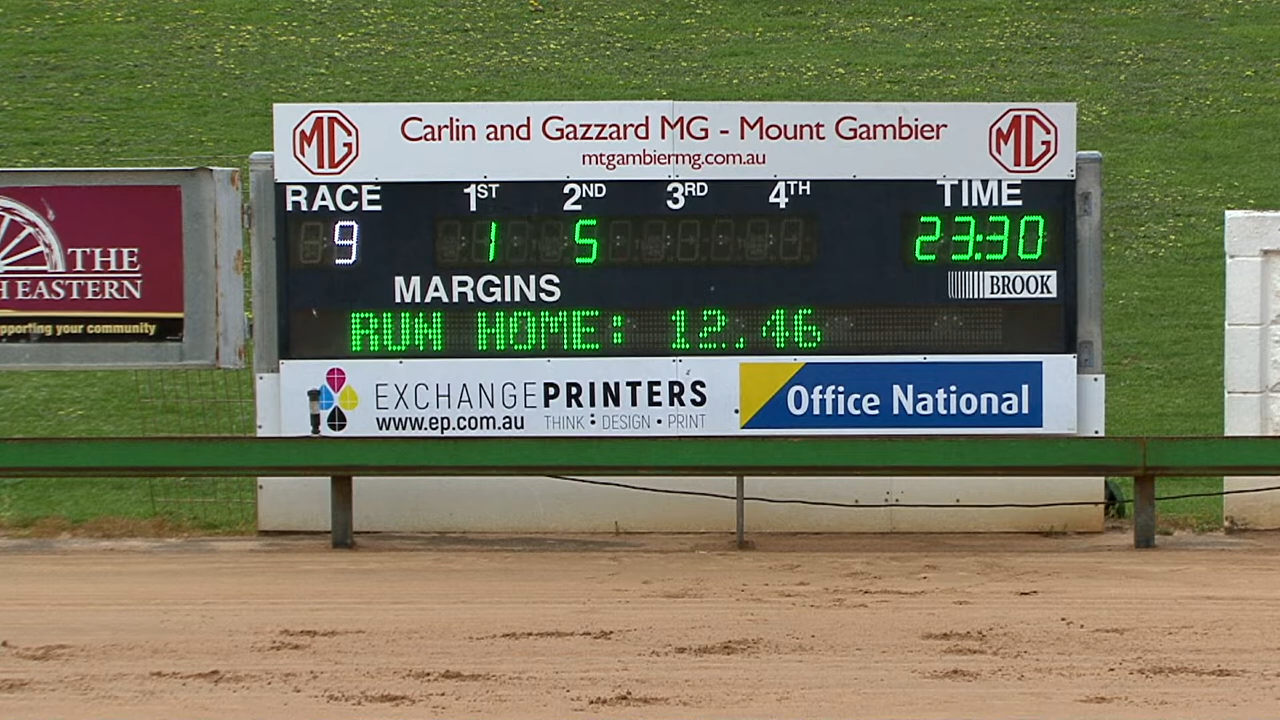 MG Carlin and Gazzard MG - Mount Gambier MG
mtgambiermg.com.au
RACE 1ST 2ND 3RD 4TH TIME
9 1 5 23:30
MARGINS BROOK
RUN HOME: 12.46
EXCHANGEPRINTERS
www.ep.com.au THINK : DESIGN • PRINT
Office National
THE
EASTERN
pporting your community